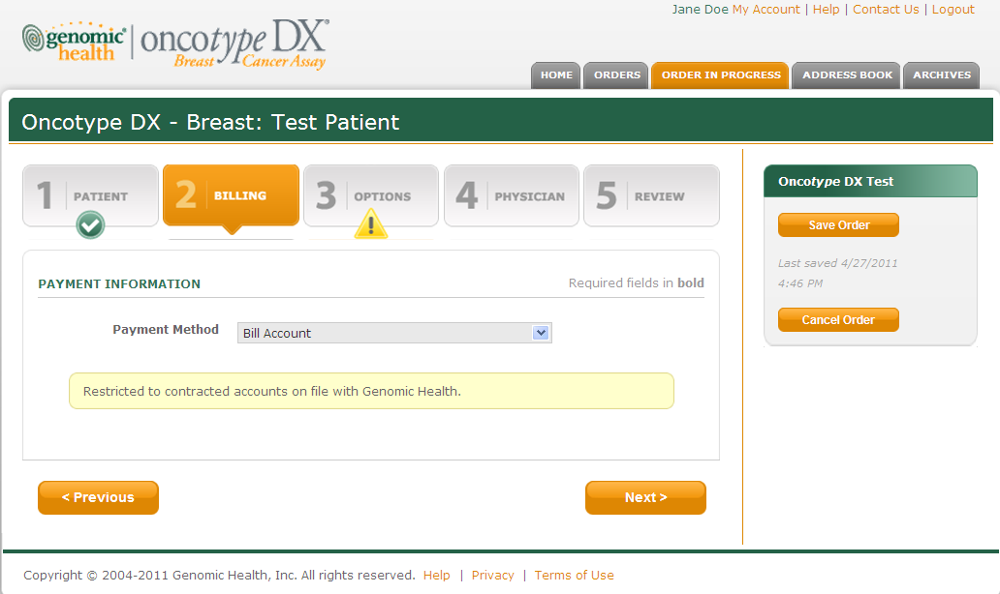 Jane Doe My Account | Help | Contact Us | Logout
genomic health | oncotype DX® Breast Cancer Assay
HOME ORDERS ORDER IN PROGRESS ADDRESS BOOK ARCHIVES
Oncotype DX - Breast: Test Patient
1 PATIENT 2 BILLING 3 OPTIONS 4 PHYSICIAN 5 REVIEW
PAYMENT INFORMATION Required fields in bold
Payment Method Bill Account
Restricted to contracted accounts on file with Genomic Health.
< Previous Next >
Oncotype DX Test
Save Order
Last saved 4/27/2011
4:46 PM
Cancel Order
Copyright © 2004-2011 Genomic Health, Inc. All rights reserved. Help | Privacy | Terms of Use